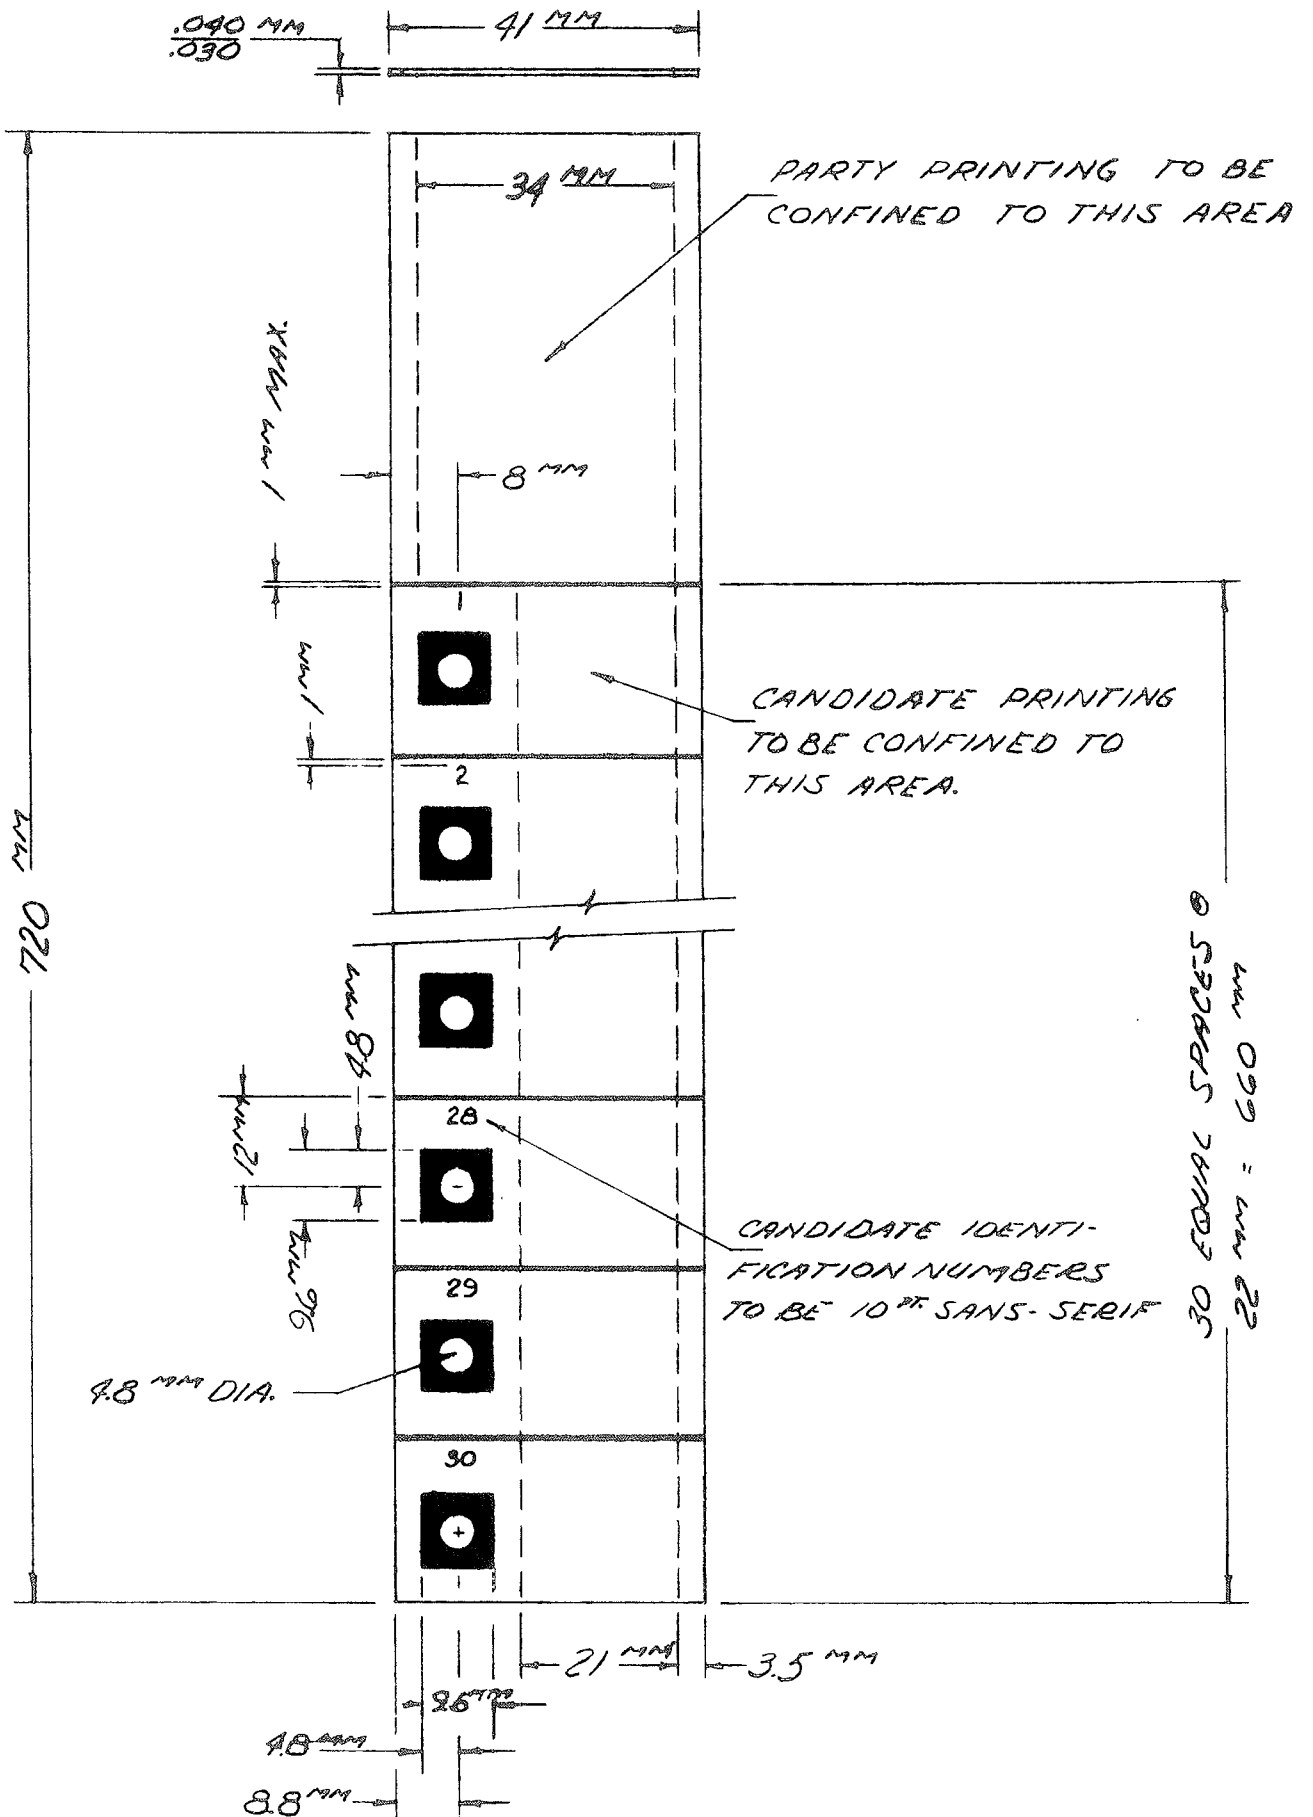 .040 MM
.030
41 MM
34 MM
PARTY PRINTING TO BE
CONFINED TO THIS AREA
1 MM MAX.
8 MM
1
1 MM
CANDIDATE PRINTING
TO BE CONFINED TO
THIS AREA.
2
720 MM
30 EQUAL SPACES @
22 MM = 660 MM
4.8 MM
12 MM
28
9.6 MM
CANDIDATE IDENTI-
FICATION NUMBERS
TO BE 10 PT. SANS-SERIF
29
4.8 MM DIA.
30
21 MM
3.5 MM
9.6 MM
4.8 MM
8.8 MM